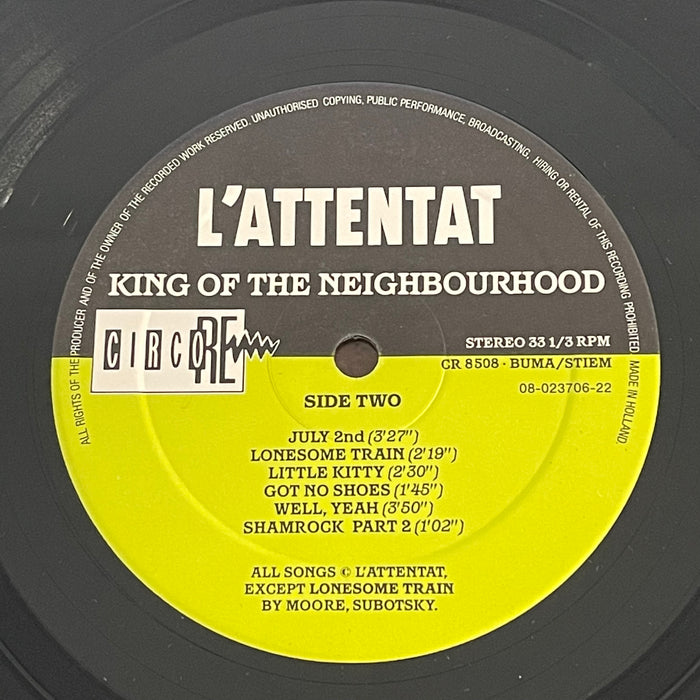 ALL RIGHTS OF THE PRODUCER AND OF THE OWNER OF THE RECORDED WORK RESERVED. UNAUTHORISED COPYING, PUBLIC PERFORMANCE, BROADCASTING, HIRING OR RENTAL OF THIS RECORDING PROHIBITED. MADE IN HOLLAND.
L'ATTENTAT
KING OF THE NEIGHBOURHOOD
CIRCORE
STEREO 33 1/3 RPM
CR 8508 · BUMA/STIEM
08-023706-22
SIDE TWO
JULY 2nd (3'27")
LONESOME TRAIN (2'19")
LITTLE KITTY (2'30")
GOT NO SHOES (1'45")
WELL, YEAH (3'50")
SHAMROCK PART 2 (1'02")
ALL SONGS © L'ATTENTAT,
EXCEPT LONESOME TRAIN
BY MOORE, SUBOTSKY.